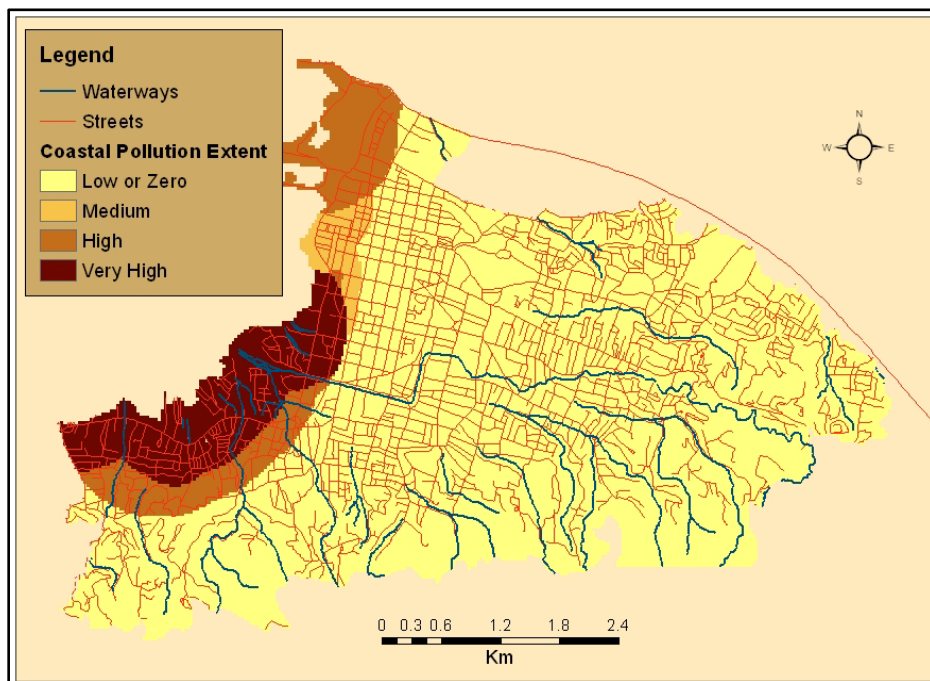 Legend
Waterways
Streets
Coastal Pollution Extent
Low or Zero
Medium
High
Very High
N
W E
S
0 0.3 0.6 1.2 1.8 2.4
Km